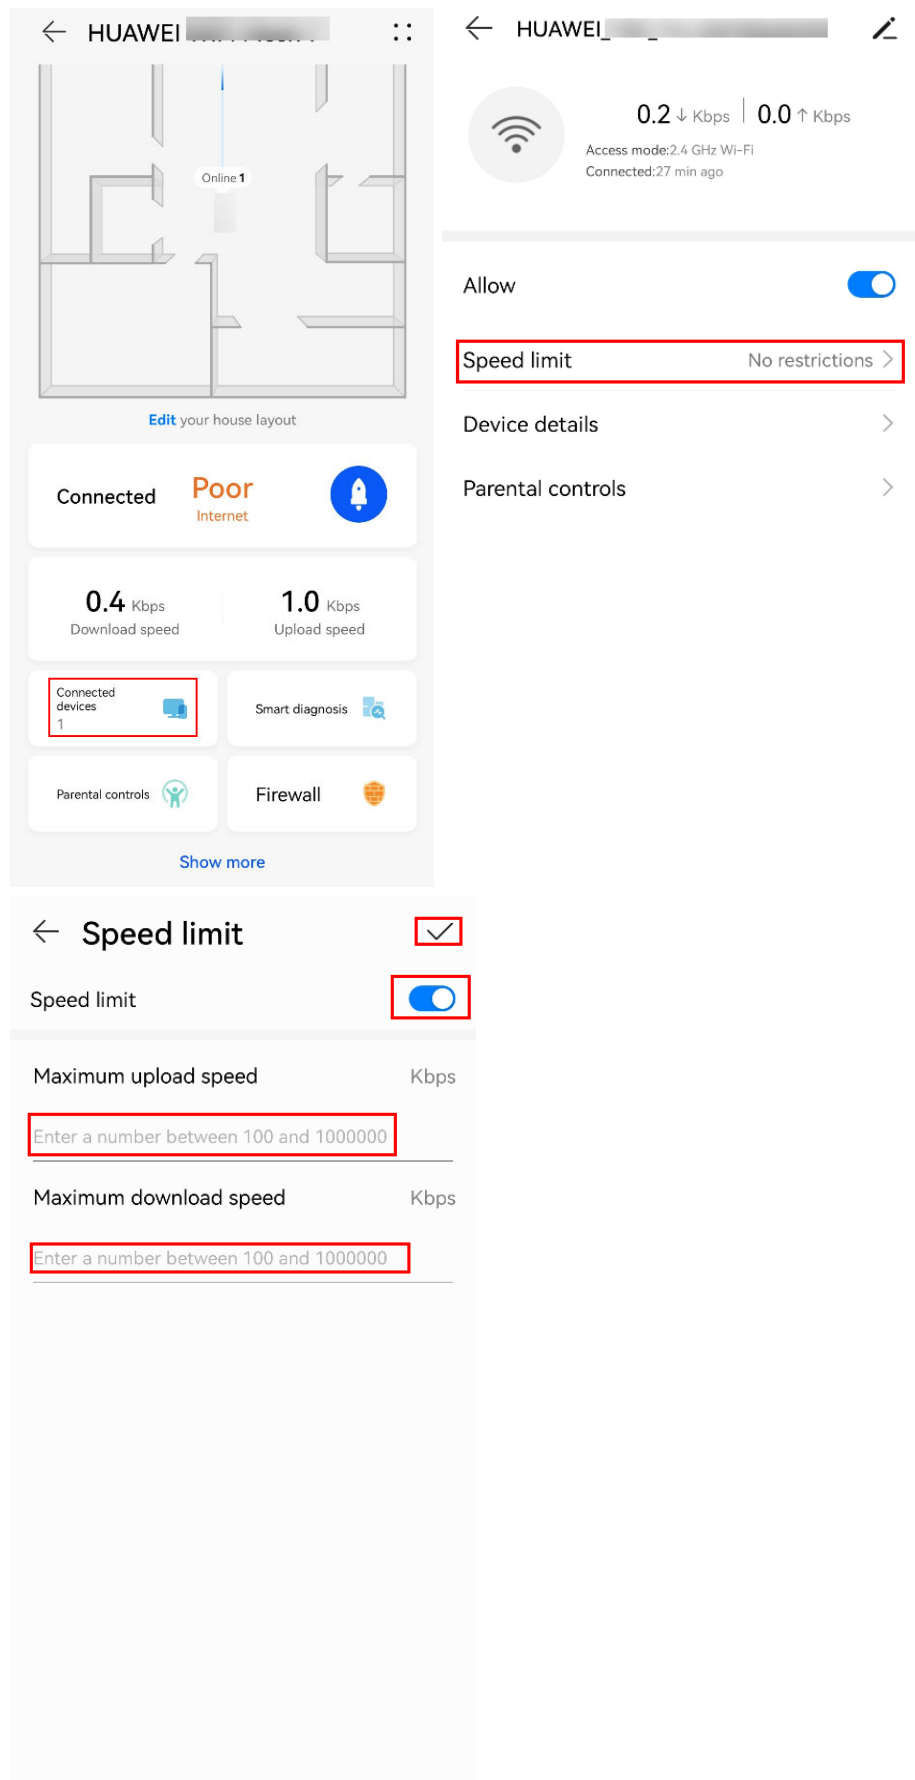 HUAWEI
Online 1
Edit your house layout
Connected
Poor
Internet
0.4 Kbps
Download speed
1.0 Kbps
Upload speed
Connected
devices
1
Smart diagnosis
Parental controls
Firewall
Show more
HUAWEI_
0.2 ↓ Kbps | 0.0 ↑ Kbps
Access mode:2.4 GHz Wi-Fi
Connected:27 min ago
Allow
Speed limit No restrictions
Device details
Parental controls
Speed limit
Speed limit
Maximum upload speed Kbps
Enter a number between 100 and 1000000
Maximum download speed Kbps
Enter a number between 100 and 1000000